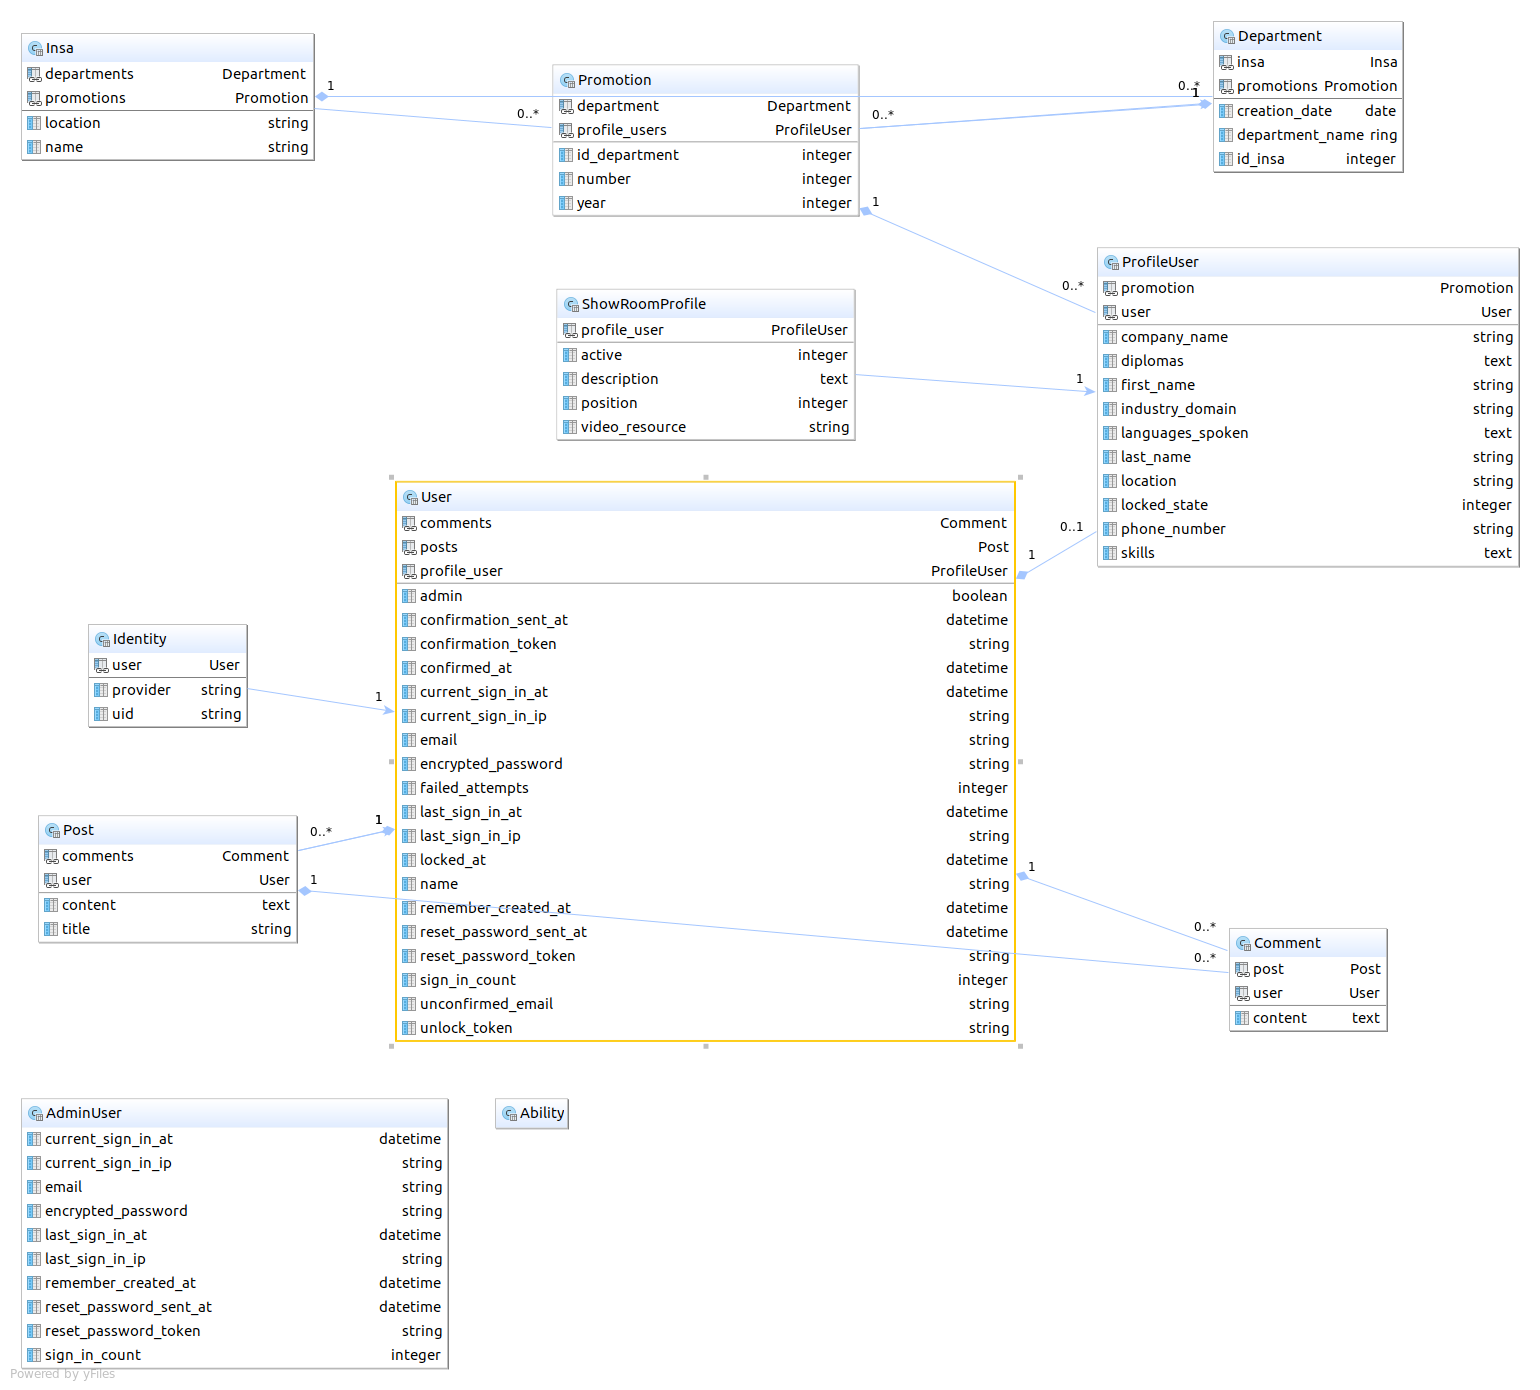 Insa
departments Department
promotions Promotion
location string
name string
1
0..*
Promotion
department Department
profile_users ProfileUser
id_department integer
number integer
year integer
0..*
1
0..*
1
Department
insa Insa
promotions Promotion
creation_date date
department_name ring
id_insa integer
0..*
ProfileUser
promotion Promotion
user User
company_name string
diplomas text
first_name string
industry_domain string
languages_spoken text
last_name string
location string
locked_state integer
phone_number string
skills text
ShowRoomProfile
profile_user ProfileUser
active integer
description text
position integer
video_resource string
1
0..1
1
User
comments Comment
posts Post
profile_user ProfileUser
admin boolean
confirmation_sent_at datetime
confirmation_token string
confirmed_at datetime
current_sign_in_at datetime
current_sign_in_ip string
email string
encrypted_password string
failed_attempts integer
last_sign_in_at datetime
last_sign_in_ip string
locked_at datetime
name string
remember_created_at datetime
reset_password_sent_at datetime
reset_password_token string
sign_in_count integer
unconfirmed_email string
unlock_token string
Identity
user User
provider string
uid string
1
Post
comments Comment
user User
content text
title string
0..*
1
1
1
0..*
0..*
Comment
post Post
user User
content text
AdminUser
current_sign_in_at datetime
current_sign_in_ip string
email string
encrypted_password string
last_sign_in_at datetime
last_sign_in_ip string
remember_created_at datetime
reset_password_sent_at datetime
reset_password_token string
sign_in_count integer
Ability
Powered by yFiles